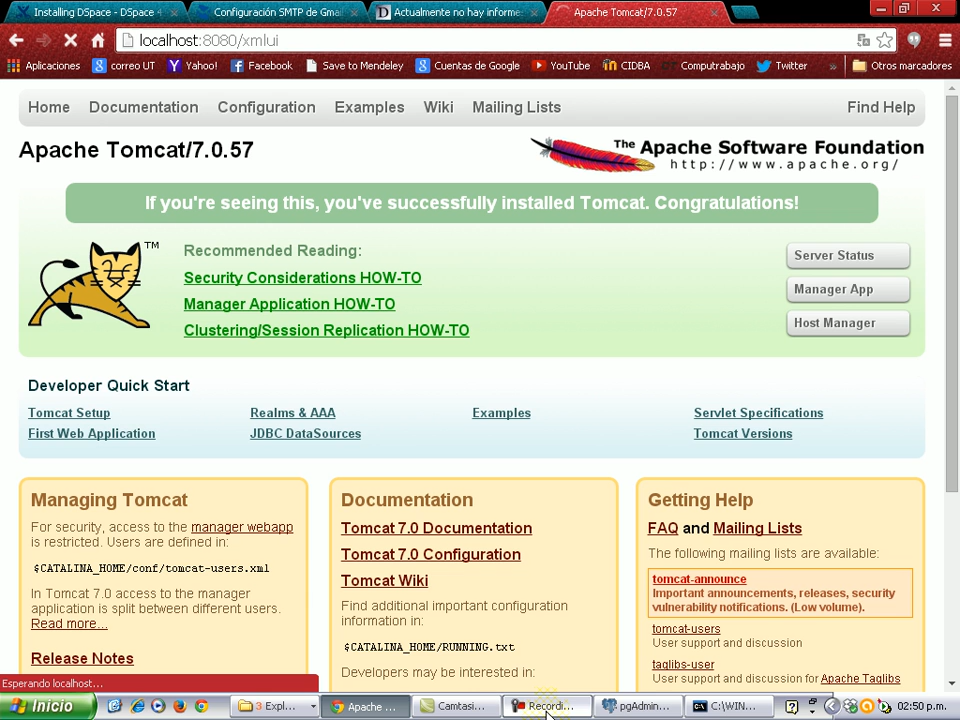 Installing DSpace - DSpace
Configuración SMTP de Gma
Actualmente no hay informe
Apache Tomcat/7.0.57
localhost:8080/xmlui
Aplicaciones
correo UT
Yahoo!
Facebook
Save to Mendeley
Cuentas de Google
YouTube
CIDBA
Computrabajo
Twitter
»
Otros marcadores
Home
Documentation
Configuration
Examples
Wiki
Mailing Lists
Find Help
Apache Tomcat/7.0.57
The Apache Software Foundation
http://www.apache.org/
If you're seeing this, you've successfully installed Tomcat. Congratulations!
TM
Recommended Reading:
Security Considerations HOW-TO
Manager Application HOW-TO
Clustering/Session Replication HOW-TO
Server Status
Manager App
Host Manager
Developer Quick Start
Tomcat Setup
First Web Application
Realms & AAA
JDBC DataSources
Examples
Servlet Specifications
Tomcat Versions
Managing Tomcat
For security, access to the manager webapp
is restricted. Users are defined in:
$CATALINA_HOME/conf/tomcat-users.xml
In Tomcat 7.0 access to the manager
application is split between different users.
Read more...
Release Notes
Documentation
Tomcat 7.0 Documentation
Tomcat 7.0 Configuration
Tomcat Wiki
Find additional important configuration
information in:
$CATALINA_HOME/RUNNING.txt
Developers may be interested in:
Getting Help
FAQ and Mailing Lists
The following mailing lists are available:
tomcat-announce
Important announcements, releases, security
vulnerability notifications. (Low volume).
tomcat-users
User support and discussion
taglibs-user
User support and discussion for Apache Taglibs
Esperando localhost...
Inicio
3 Expl...
Apache ...
Camtasi...
Recordi...
pgAdmin...
C:\WIN...
02:50 p.m.